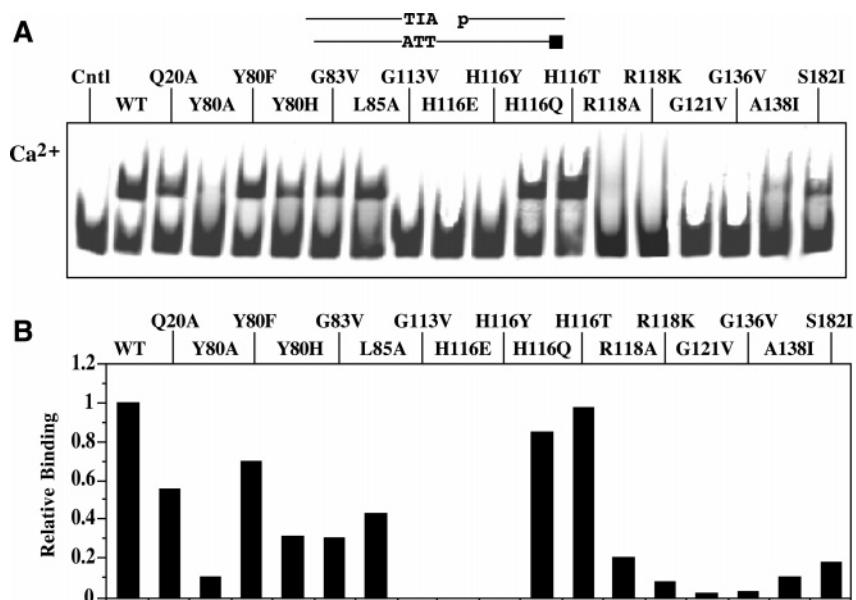 TIA p
A
ATT
Cntl Q20A Y80F G83V G113V H116Y H116T R118K G136V S182I
WT Y80A Y80H L85A H116E H116Q R118A G121V A138I
Ca2+
B
Q20A Y80F G83V G113V H116Y H116T R118K G136V S182I
WT Y80A Y80H L85A H116E H116Q R118A G121V A138I
1.2
1
0.8
0.6
0.4
0.2
0
Relative Binding